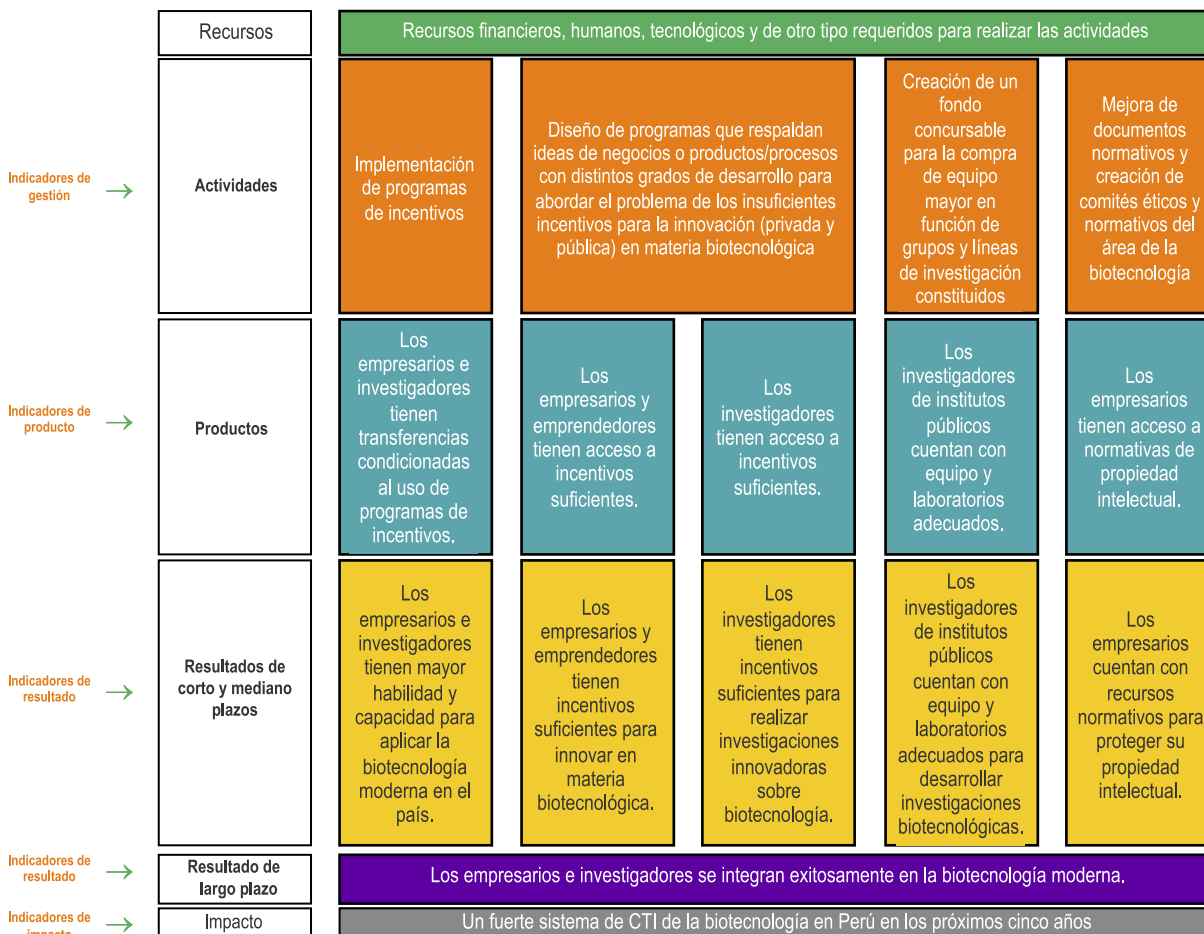 Recursos
Recursos financieros, humanos, tecnológicos y de otro tipo requeridos para realizar las actividades
Indicadores de
gestión
→
Actividades
Implementación
de programas
de incentivos
Diseño de programas que respaldan
ideas de negocios o productos/procesos
con distintos grados de desarrollo para
abordar el problema de los insuficientes
incentivos para la innovación (privada y
pública) en materia biotecnológica
Creación de un
fondo
concursable
para la compra
de equipo
mayor en
función de
grupos y líneas
de investigación
constituidos
Mejora de
documentos
normativos y
creación de
comités éticos y
normativos del
área de la
biotecnología
Indicadores de
producto
→
Productos
Los
empresarios e
investigadores
tienen
transferencias
condicionadas
al uso de
programas de
incentivos.
Los
empresarios y
emprendedores
tienen acceso a
incentivos
suficientes.
Los
investigadores
tienen acceso a
incentivos
suficientes.
Los
investigadores
de institutos
públicos
cuentan con
equipo y
laboratorios
adecuados.
Los
empresarios
tienen acceso a
normativas de
propiedad
intelectual.
Indicadores de
resultado
→
Resultados de
corto y mediano
plazos
Los
empresarios e
investigadores
tienen mayor
habilidad y
capacidad para
aplicar la
biotecnología
moderna en el
país.
Los
empresarios y
emprendedores
tienen
incentivos
suficientes para
innovar en
materia
biotecnológica.
Los
investigadores
tienen
incentivos
suficientes para
realizar
investigaciones
innovadoras
sobre
biotecnología.
Los
investigadores
de institutos
públicos
cuentan con
equipo y
laboratorios
adecuados para
desarrollar
investigaciones
biotecnológicas.
Los
empresarios
cuentan con
recursos
normativos para
proteger su
propiedad
intelectual.
Indicadores de
resultado
→
Resultado de
largo plazo
Los empresarios e investigadores se integran exitosamente en la biotecnología moderna.
Indicadores de
impacto
→
Impacto
Un fuerte sistema de CTI de la biotecnología en Perú en los próximos cinco años